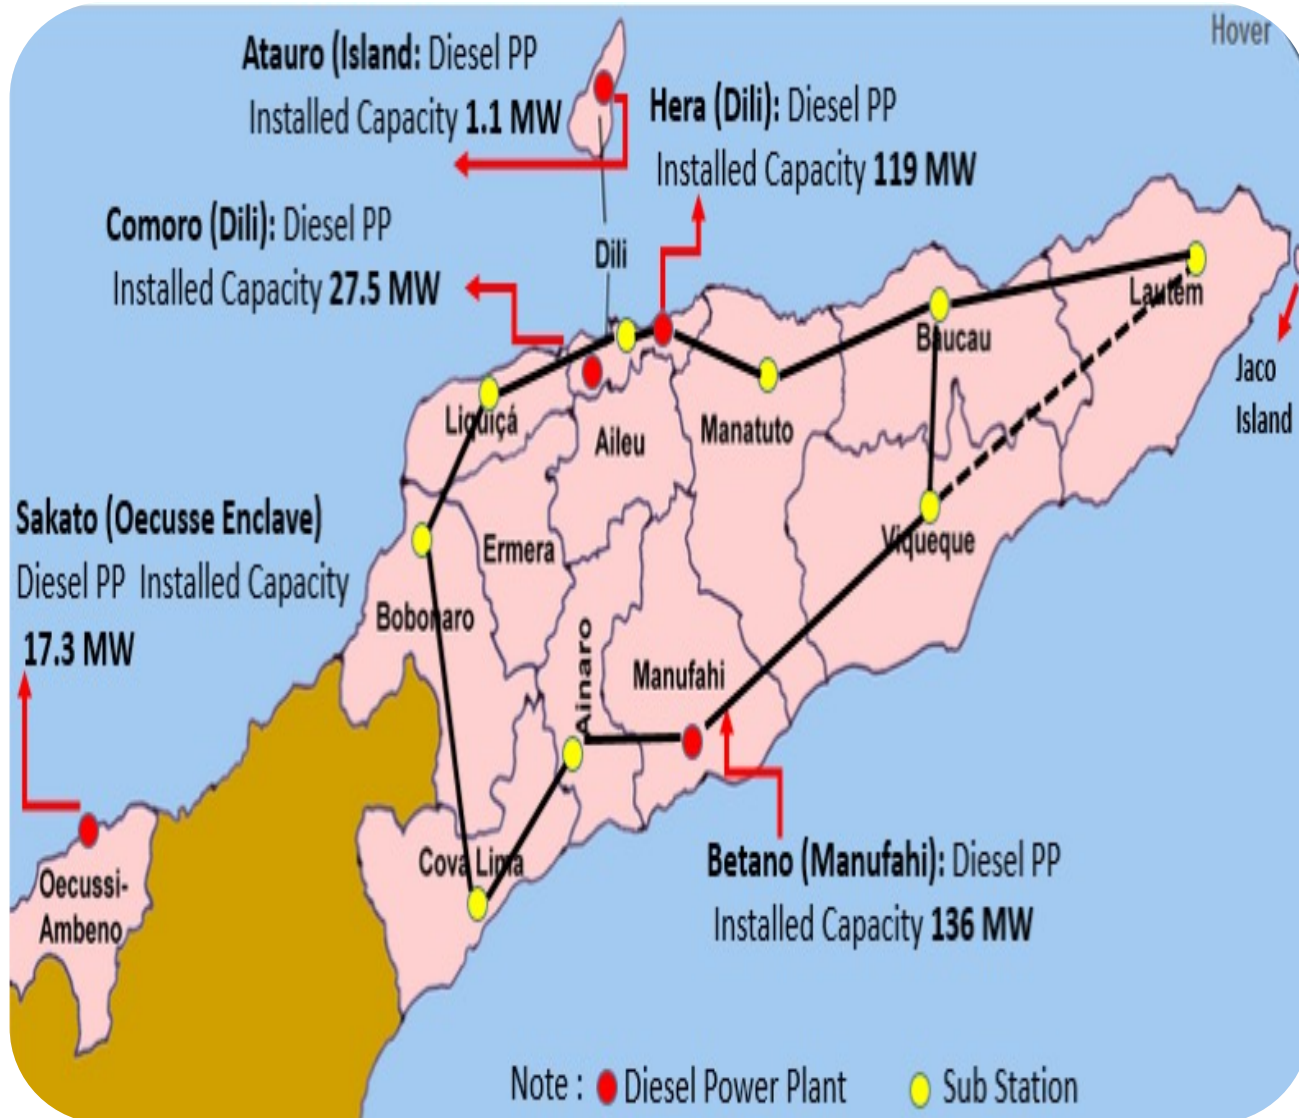 Hover
Atauro (Island: Diesel PP
Installed Capacity 1.1 MW
Hera (Dili): Diesel PP
Installed Capacity 119 MW
Comoro (Dili): Diesel PP
Installed Capacity 27.5 MW
Dili
Lautém
Baucau
Jaco
Island
Liquiçá
Aileu
Manatuto
Sakato (Oecusse Enclave)
Diesel PP Installed Capacity
17.3 MW
Ermera
Viqueque
Bobonaro
Ainaro
Manufahi
Cova Lima
Oecussi-
Ambeno
Betano (Manufahi): Diesel PP
Installed Capacity 136 MW
Note : Diesel Power Plant Sub Station